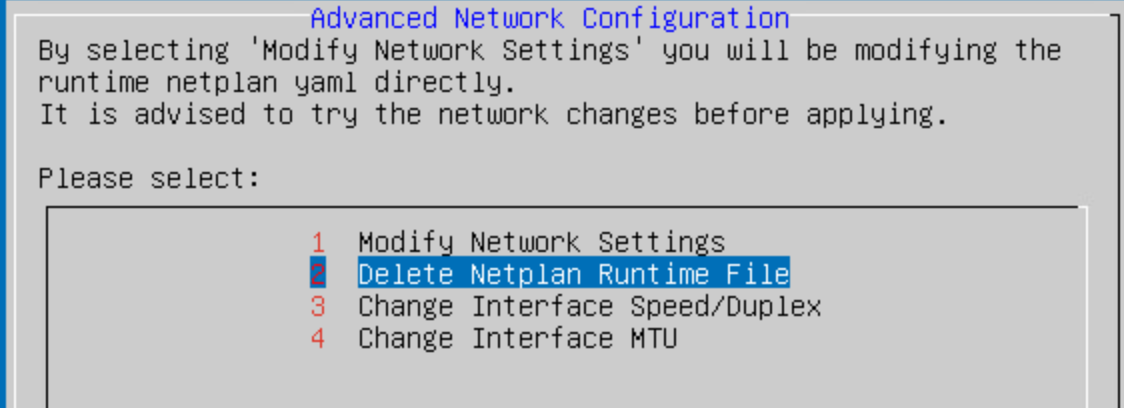 Advanced Network Configuration
By selecting 'Modify Network Settings' you will be modifying the
runtime netplan yaml directly.
It is advised to try the network changes before applying.
Please select:
1 Modify Network Settings
2 Delete Netplan Runtime File
3 Change Interface Speed/Duplex
4 Change Interface MTU